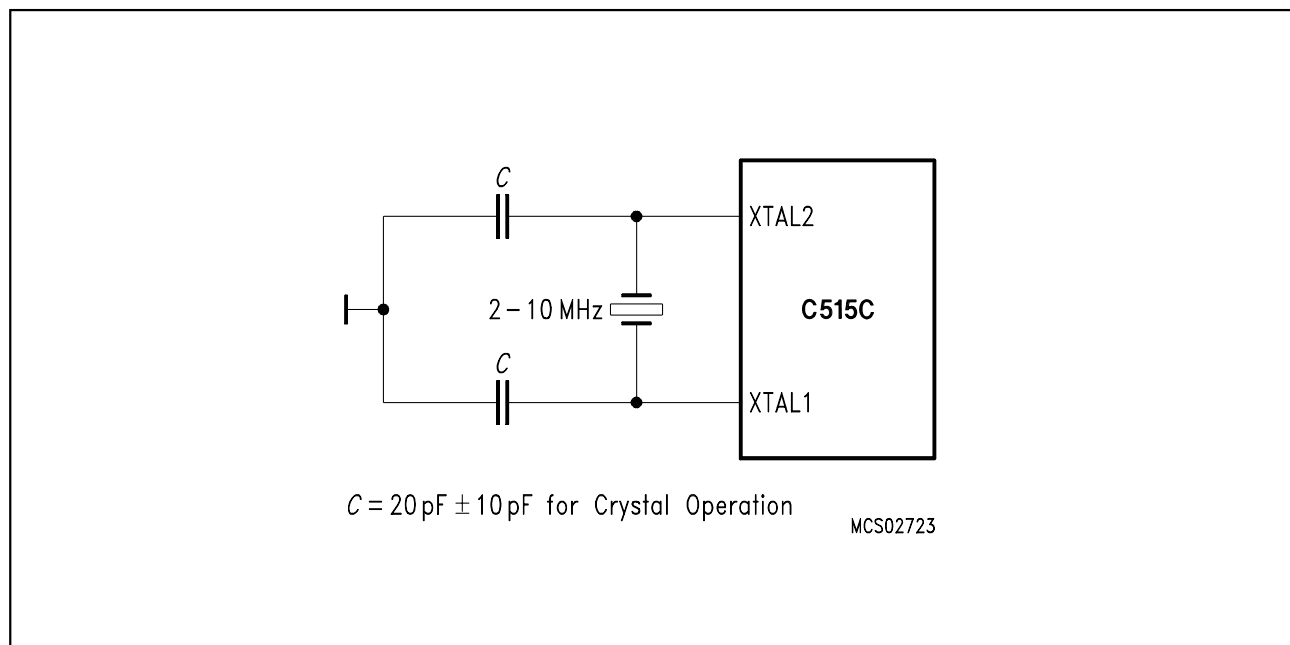 C
XTAL2
2–10 MHz
C515C
C
XTAL1
C = 20 pF ± 10 pF for Crystal Operation
MCS02723